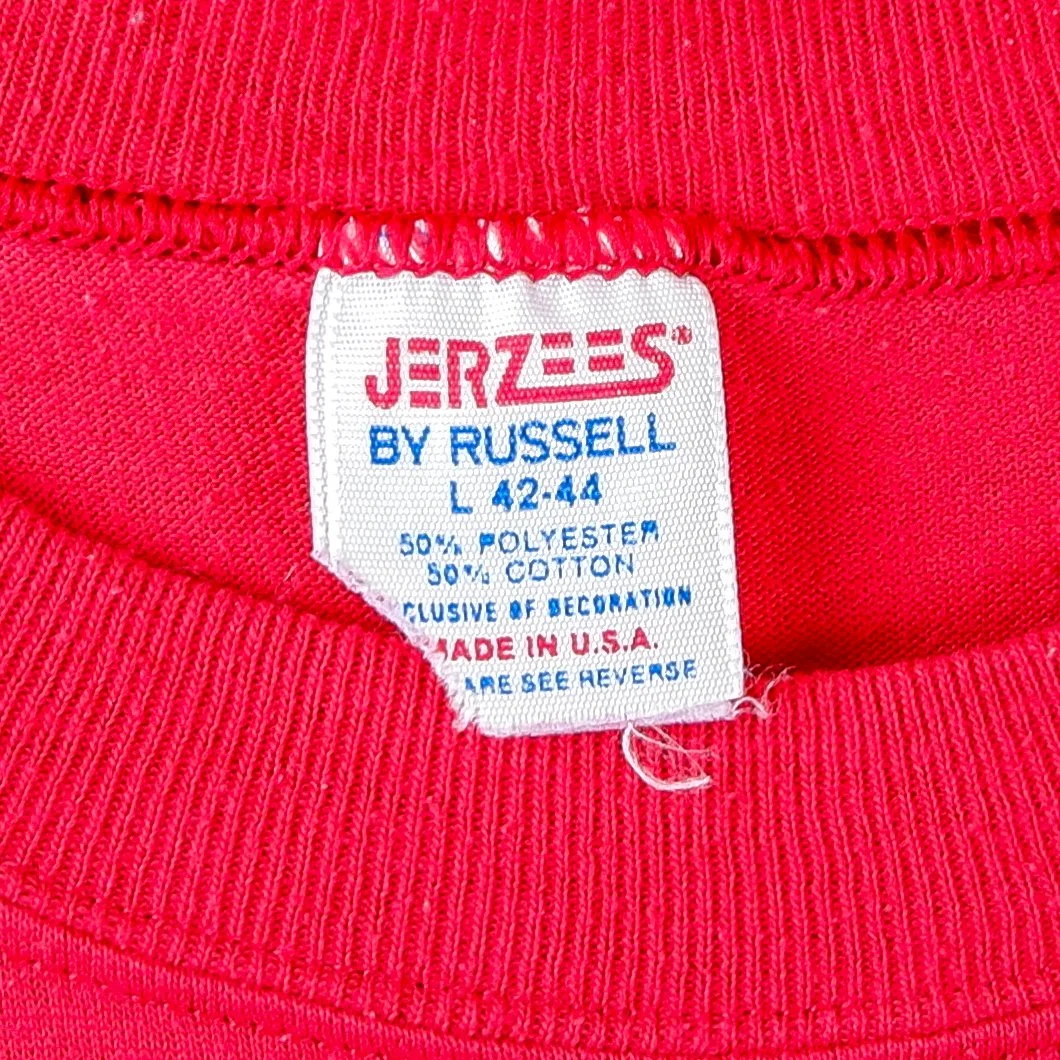 JERZEES®
BY RUSSELL
L 42-44
50% POLYESTER
50% COTTON
CLUSIVE OF DECORATION
MADE IN U.S.A.
ARE SEE REVERSE